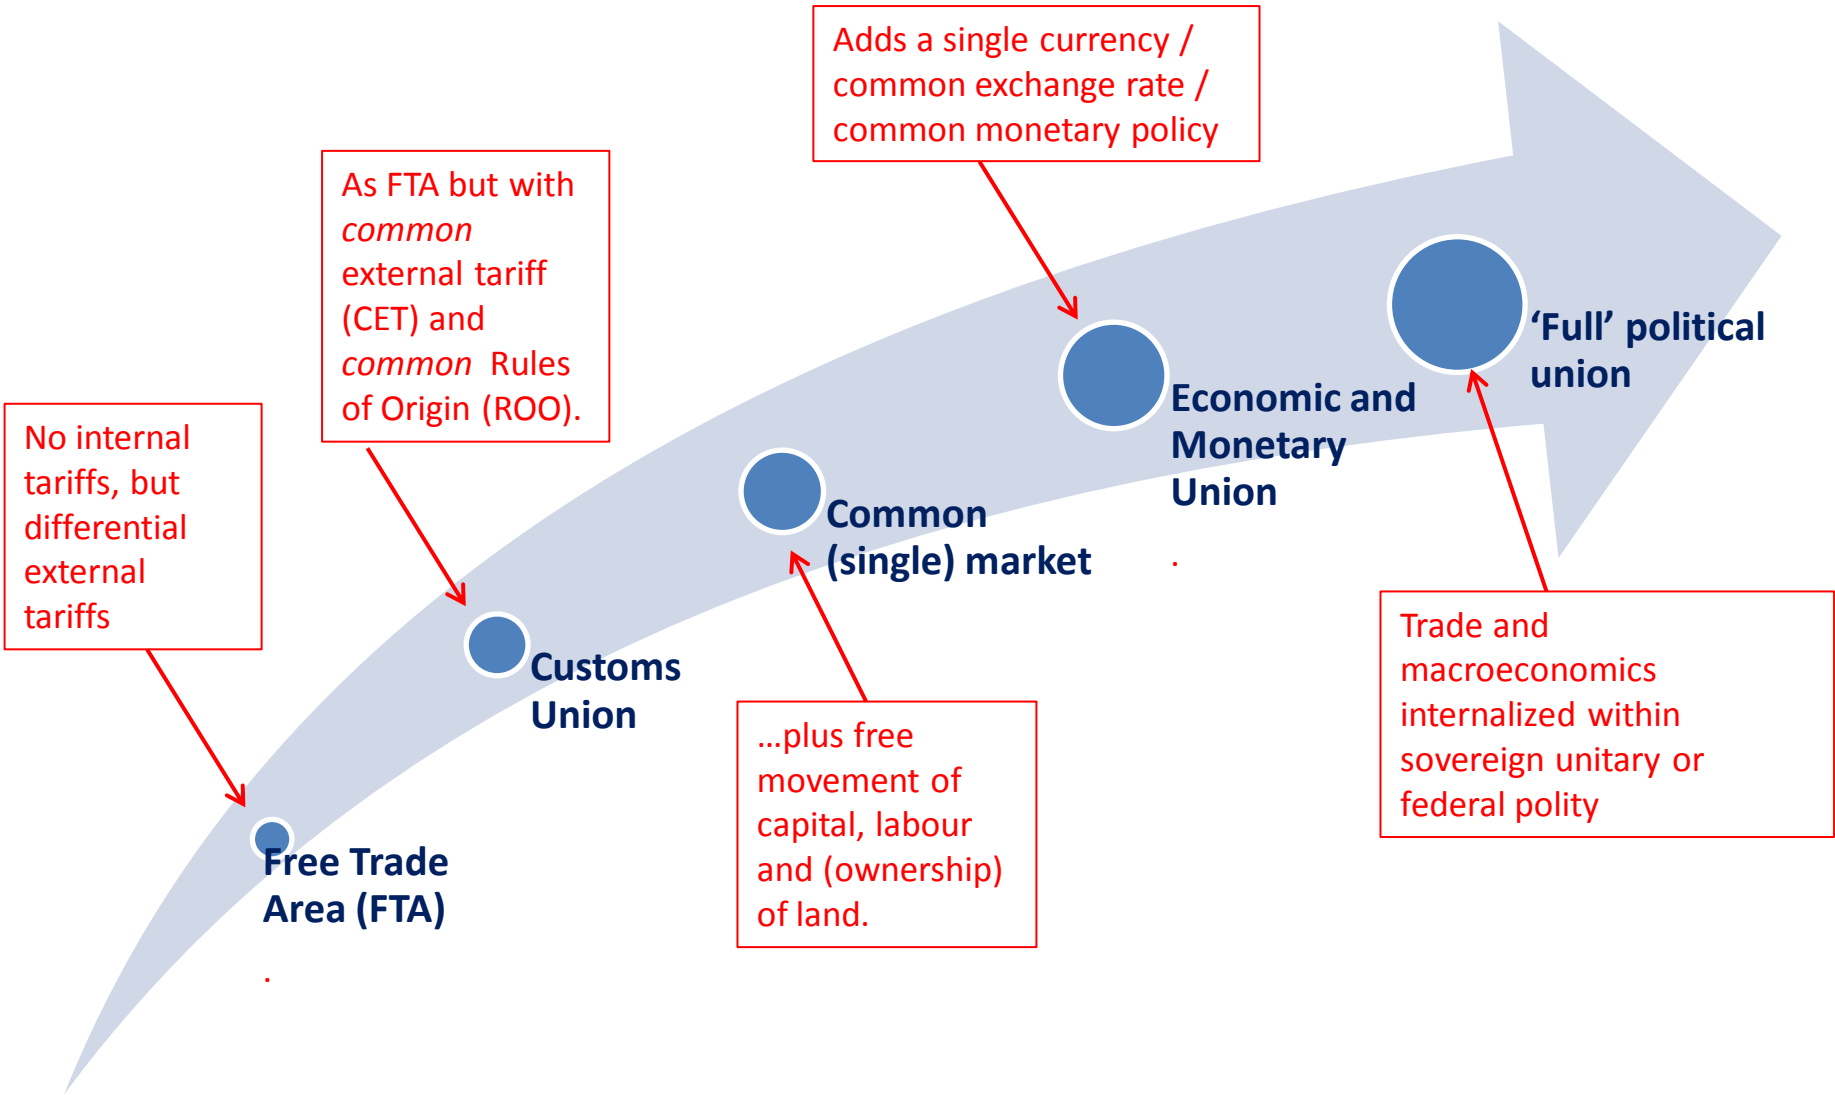 Adds a single currency /
common exchange rate /
common monetary policy
As FTA but with
common
external tariff
(CET) and
common Rules
of Origin (ROO).
No internal
tariffs, but
differential
external
tariffs
‘Full’ political
union
Economic and
Monetary
Union
.
Common
(single) market
Customs
Union
Free Trade
Area (FTA)
.
...plus free
movement of
capital, labour
and (ownership)
of land.
Trade and
macroeconomics
internalized within
sovereign unitary or
federal polity